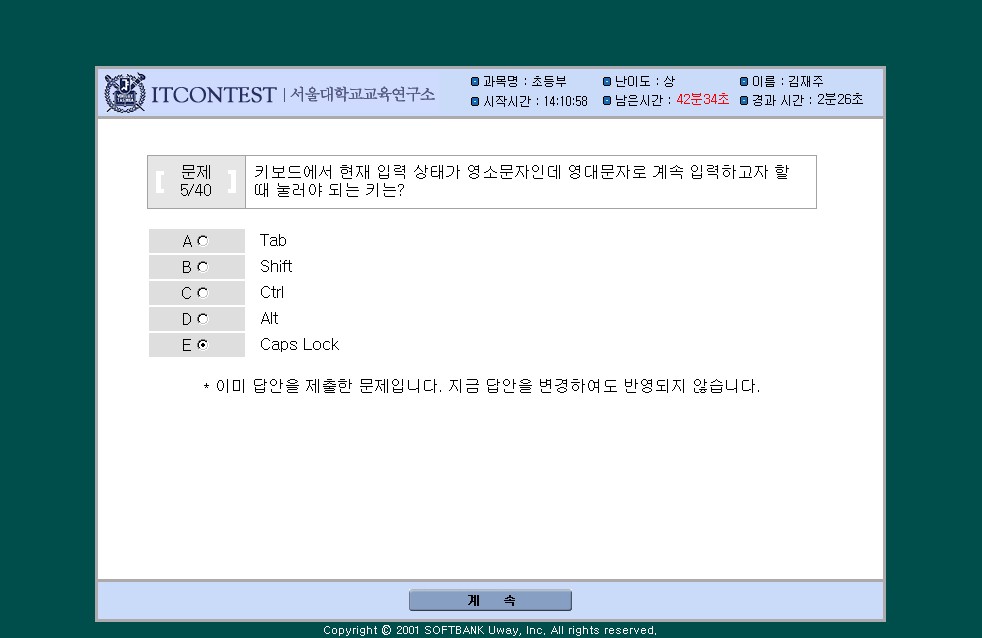 ITCONTEST | 서울대학교교육연구소
과목명 : 초등부 난이도 : 상 이름 : 김재주
시작시간 : 14:10:58 남은시간 : 42분34초 경과 시간 : 2분26초
[ 문제 5/40 ]
키보드에서 현재 입력 상태가 영소문자인데 영대문자로 계속 입력하고자 할
때 눌러야 되는 키는?
A Tab
B Shift
C Ctrl
D Alt
E Caps Lock
* 이미 답안을 제출한 문제입니다. 지금 답안을 변경하여도 반영되지 않습니다.
계 속
Copyright © 2001 SOFTBANK Uway, Inc. All rights reserved.